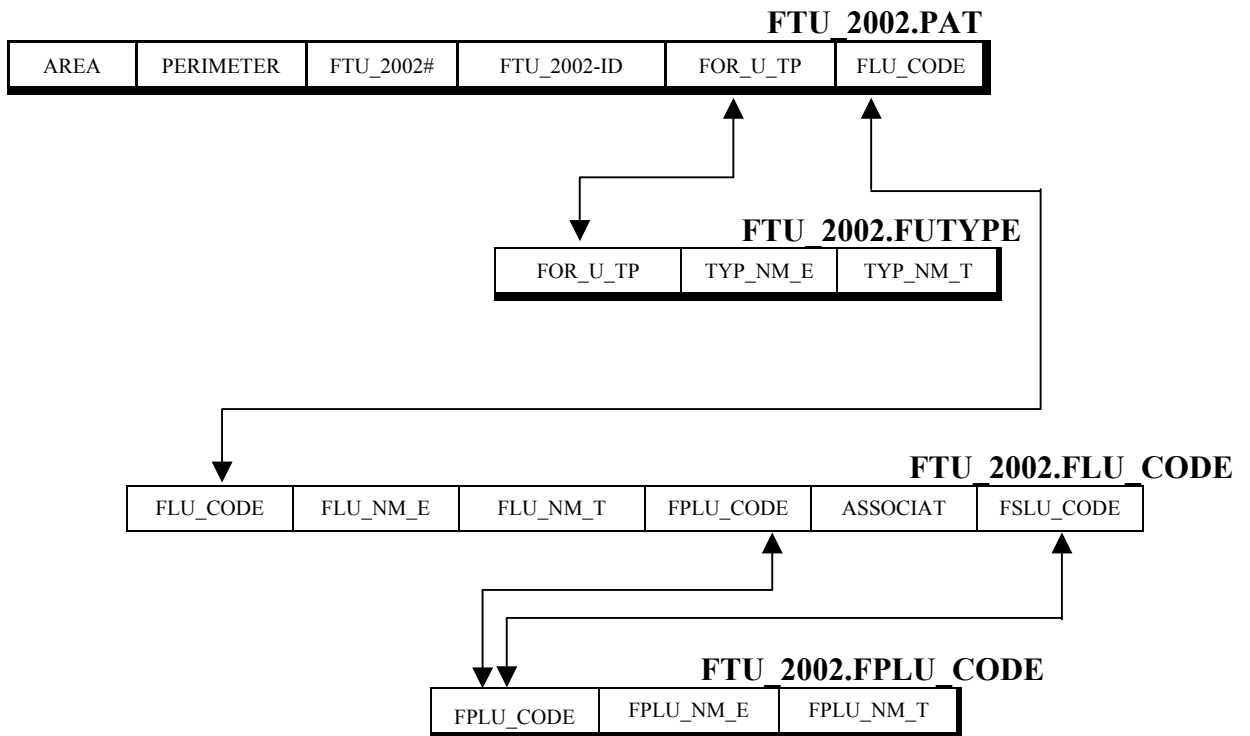 FTU_2002.PAT
AREA PERIMETER FTU_2002# FTU_2002-ID FOR_U_TP FLU_CODE
FTU_2002.FUTYPE
FOR_U_TP TYP_NM_E TYP_NM_T
FTU_2002.FLU_CODE
FLU_CODE FLU_NM_E FLU_NM_T FPLU_CODE ASSOCIAT FSLU_CODE
FTU_2002.FPLU_CODE
FPLU_CODE FPLU_NM_E FPLU_NM_T